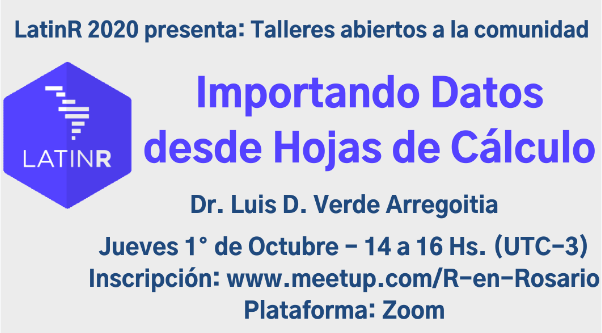 LatinR 2020 presenta: Talleres abiertos a la comunidad
Importando Datos
desde Hojas de Cálculo
LATINR
Dr. Luis D. Verde Arregoitia
Jueves 1° de Octubre - 14 a 16 Hs. (UTC-3)
Inscripción: www.meetup.com/R-en-Rosario
Plataforma: Zoom